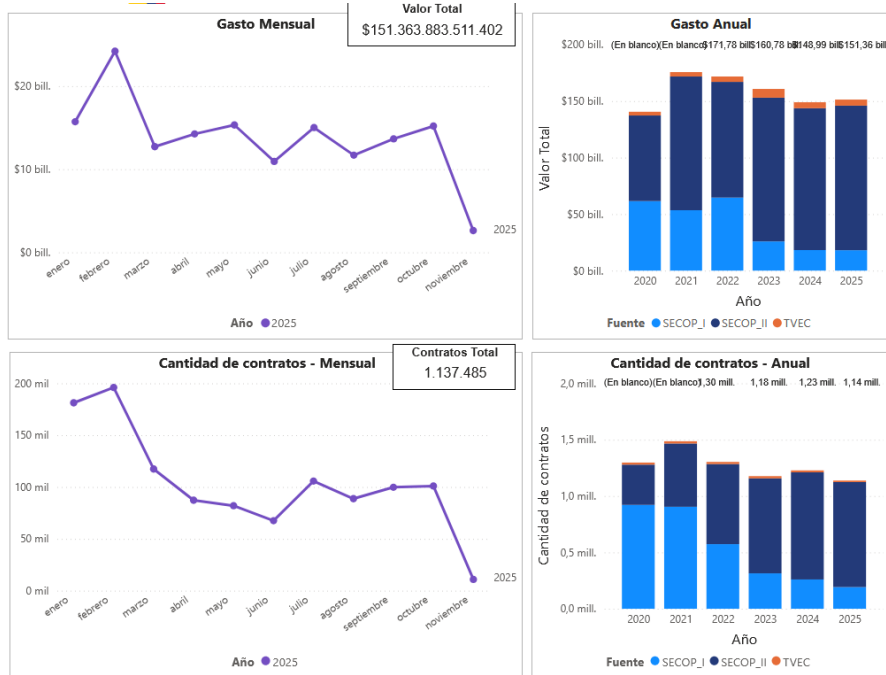 Gasto Mensual
Valor Total
$151.363.883.511.402
$20 bill.
$10 bill.
$0 bill.
enero
febrero
marzo
abril
mayo
junio
julio
agosto
septiembre
octubre
noviembre
2025
Año 2025
Gasto Anual
$200 bill.
(En blanco) (En blanco) $171,78 bill. $160,78 bill. $148,99 bill. $151,36 bill.
$150 bill.
$100 bill.
$50 bill.
$0 bill.
Valor Total
2020 2021 2022 2023 2024 2025
Año
Fuente SECOP_I SECOP_II TVEC
Cantidad de contratos - Mensual
Contratos Total
1.137.485
200 mil
150 mil
100 mil
50 mil
0 mil
enero
febrero
marzo
abril
mayo
junio
julio
agosto
septiembre
octubre
noviembre
2025
Año 2025
Cantidad de contratos - Anual
2,0 mill.
(En blanco) (En blanco) 1,30 mill. 1,18 mill. 1,23 mill. 1,14 mill.
1,5 mill.
1,0 mill.
0,5 mill.
0,0 mill.
Cantidad de contratos
2020 2021 2022 2023 2024 2025
Año
Fuente SECOP_I SECOP_II TVEC